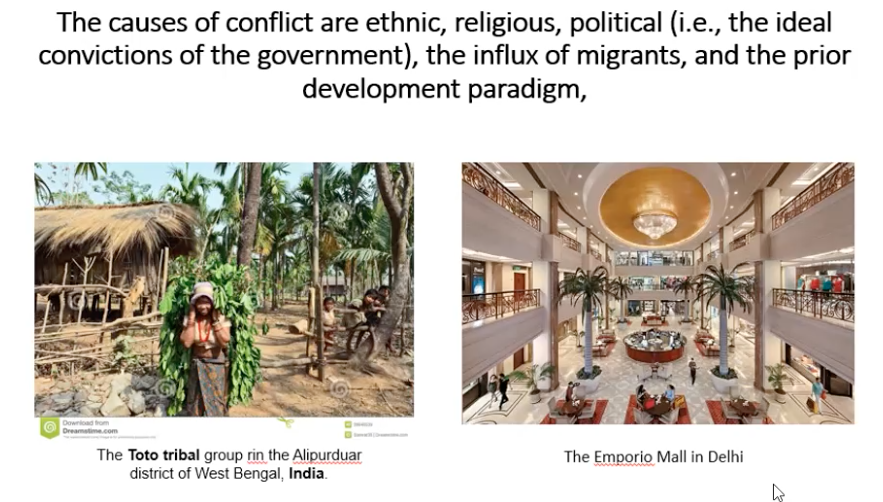 The causes of conflict are ethnic, religious, political (i.e., the ideal
convictions of the government), the influx of migrants, and the prior
development paradigm,
Download from
Dreamstime.com
The Toto tribal group rin the Alipurduar
district of West Bengal, India.
The Emporio Mall in Delhi